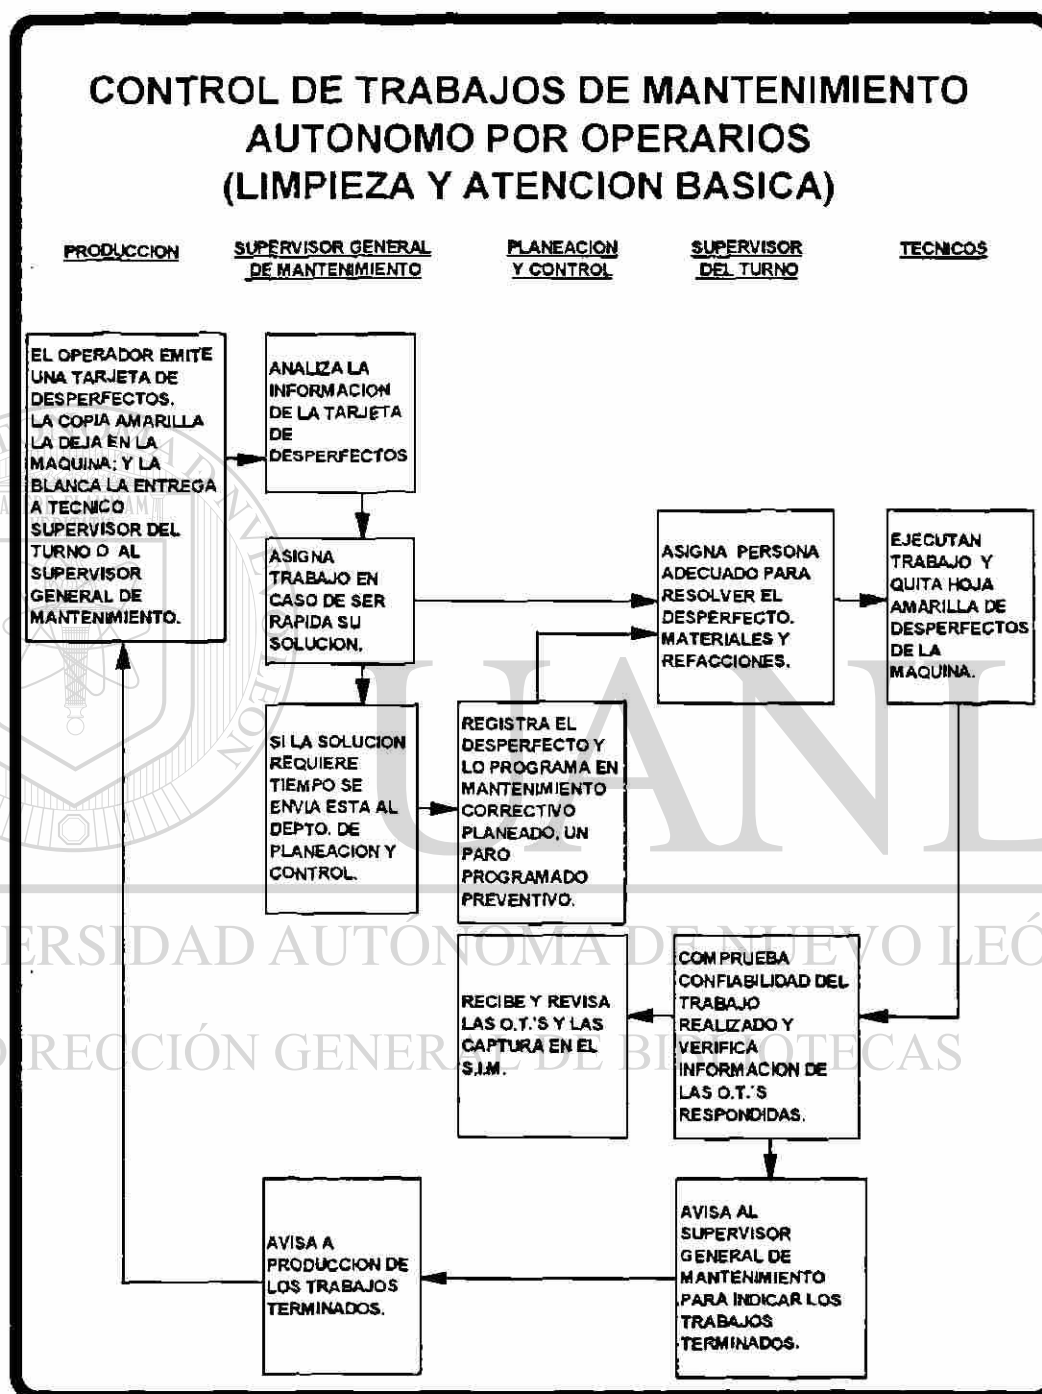 CONTROL DE TRABAJOS DE MANTENIMIENTO
AUTONOMO POR OPERARIOS
(LIMPIEZA Y ATENCION BASICA)
PRODUCCION
SUPERVISOR GENERAL
DE MANTENIMIENTO
PLANEACION
Y CONTROL
SUPERVISOR
DEL TURNO
TECNICOS
EL OPERADOR EMITE
UNA TARJETA DE
DESPERFECTOS.
LA COPIA AMARILLA
LA DEJA EN LA
MAQUINA; Y LA
BLANCA LA ENTREGA
A TECNICO
SUPERVISOR DEL
TURNO O AL
SUPERVISOR
GENERAL DE
MANTENIMIENTO.
ANALIZA LA
INFORMACION
DE LA TARJETA
DE
DESPERFECTOS
ASIGNA
TRABAJO EN
CASO DE SER
RAPIDA SU
SOLUCION.
ASIGNA PERSONA
ADECUADO PARA
RESOLVER EL
DESPERFECTO.
MATERIALES Y
REFACCIONES.
EJECUTAN
TRABAJO Y
QUITA HOJA
AMARILLA DE
DESPERFECTOS
DE LA
MAQUINA.
SI LA SOLUCION
REQUIERE
TIEMPO SE
ENVIA ESTA AL
DEPTO. DE
PLANEACION Y
CONTROL.
REGISTRA EL
DESPERFECTO Y
LO PROGRAMA EN
MANTENIMIENTO
CORRECTIVO
PLANEADO, UN
PARO
PROGRAMADO
PREVENTIVO.
COMPRUEBA
CONFIABILIDAD DEL
TRABAJO
REALIZADO Y
VERIFICA
INFORMACION DE
LAS O.T.'S
RESPONDIDAS.
RECIBE Y REVISA
LAS O.T.'S Y LAS
CAPTURA EN EL
S.I.M.
AVISA AL
SUPERVISOR
GENERAL DE
MANTENIMIENTO
PARA INDICAR LOS
TRABAJOS
TERMINADOS.
AVISA A
PRODUCCION DE
LOS TRABAJOS
TERMINADOS.
UANL
ERSIDAD AUTÓNOMA DE NUEVO LEÓ
RECCIÓN GENERAL DE BIBLIOTECAS